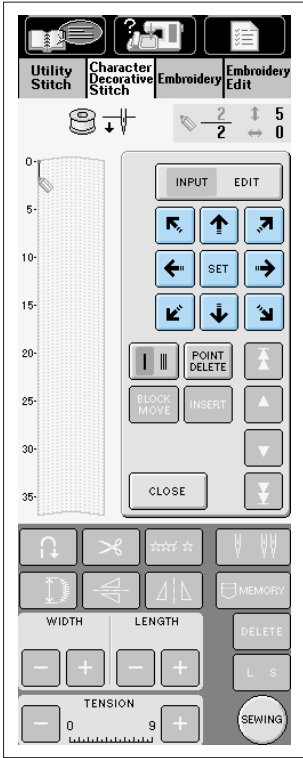 ?
Utility
Stitch
Character
Decorative
Stitch
Embroidery
Embroidery
Edit
2
2
5
0
0
5
10
15
20
25
30
35
INPUT EDIT
SET
POINT
DELETE
BLOCK
MOVE
INSERT
CLOSE
MEMORY
WIDTH LENGTH
DELETE
- + - +
L S
TENSION
- 0 9 +
SEWING